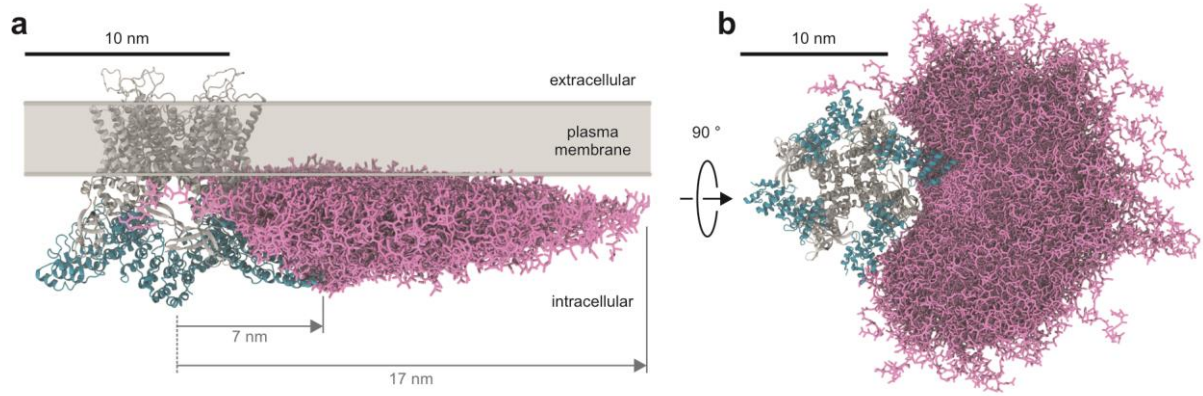 a
10 nm
extracellular
plasma
membrane
intracellular
7 nm
17 nm
90 °
b
10 nm